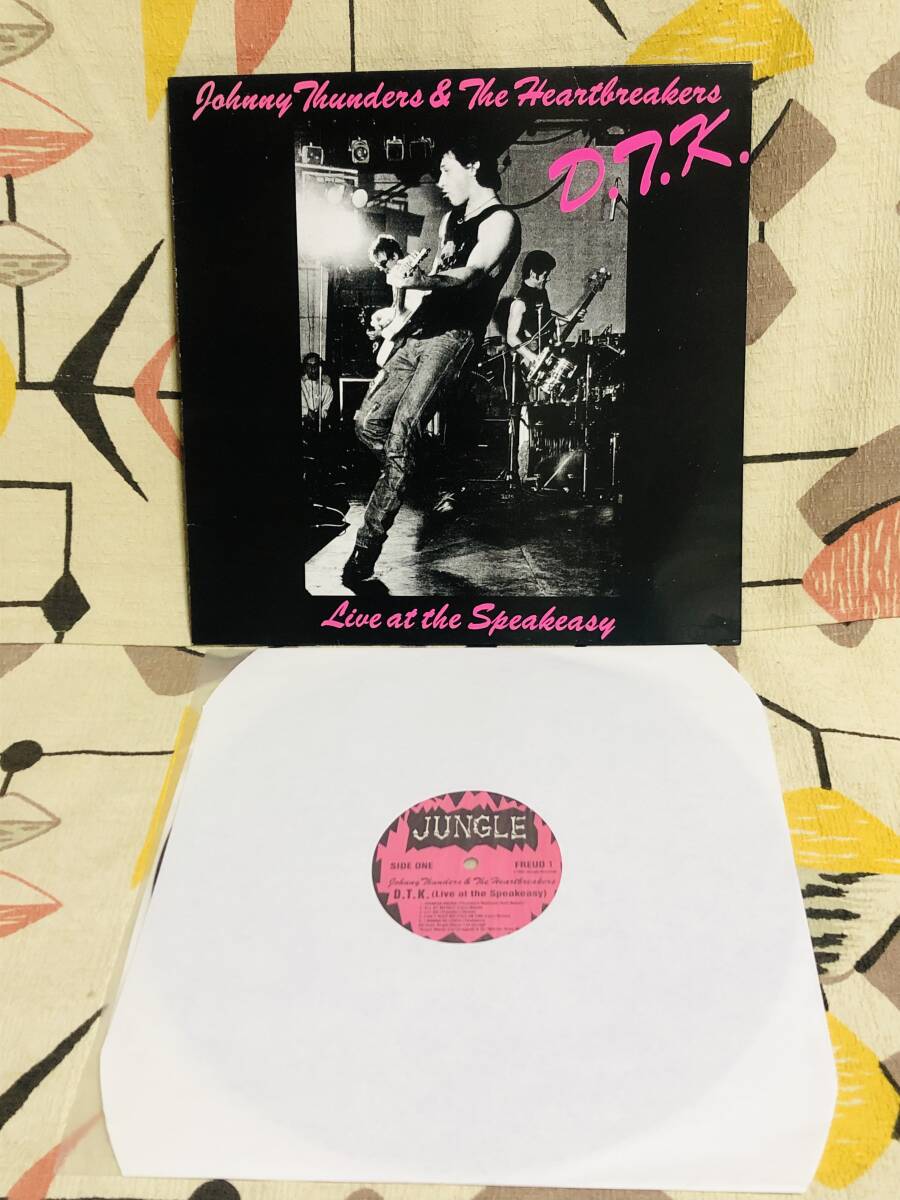 Johnny Thunders & The Heartbreakers
D.T.K.
Live at the Speakeasy
JUNGLE
SIDE ONE
FREUD 1
Johnny Thunders & The Heartbreakers
D.T.K. (Live at the Speakeasy)